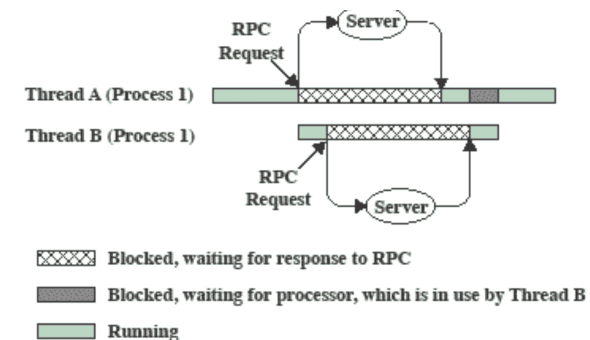 RPC
Request
Server
Thread A (Process 1)
Thread B (Process 1)
RPC
Request
Server
Blocked, waiting for response to RPC
Blocked, waiting for processor, which is in use by Thread B
Running